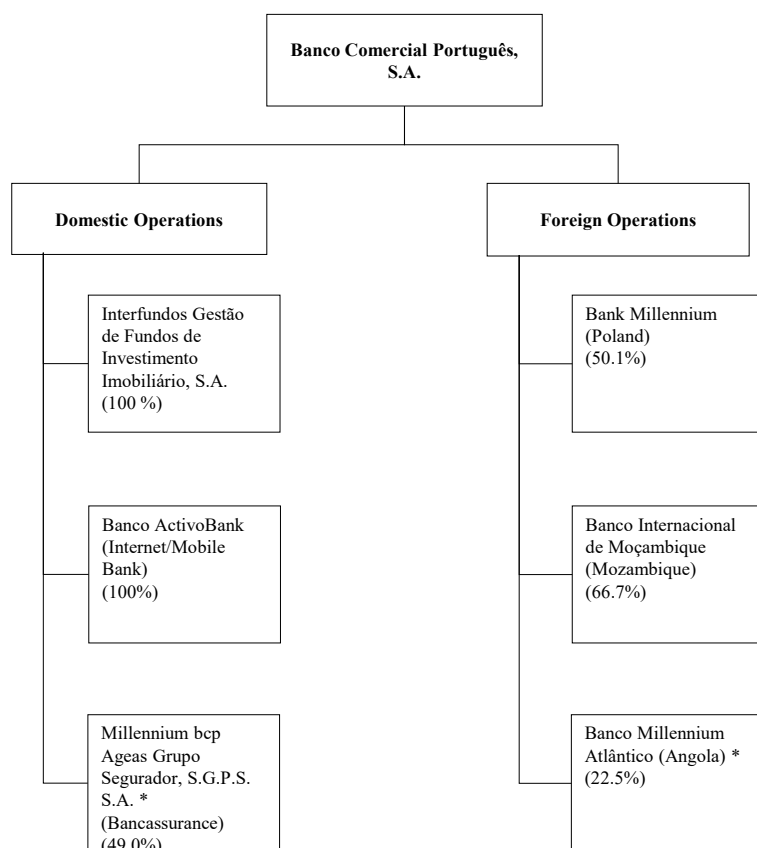 Banco Comercial Português,
S.A.
Domestic Operations
Foreign Operations
Interfundos Gestão
de Fundos de
Investimento
Imobiliário, S.A.
(100 %)
Bank Millennium
(Poland)
(50.1%)
Banco ActivoBank
(Internet/Mobile
Bank)
(100%)
Banco Internacional
de Moçambique
(Mozambique)
(66.7%)
Millennium bcp
Ageas Grupo
Segurador, S.G.P.S.
S.A. *
(Bancassurance)
(49.0%)
Banco Millennium
Atlântico (Angola) *
(22.5%)